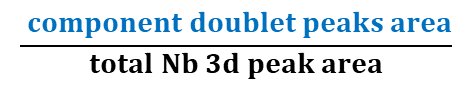 component doublet peaks area
total Nb 3d peak area